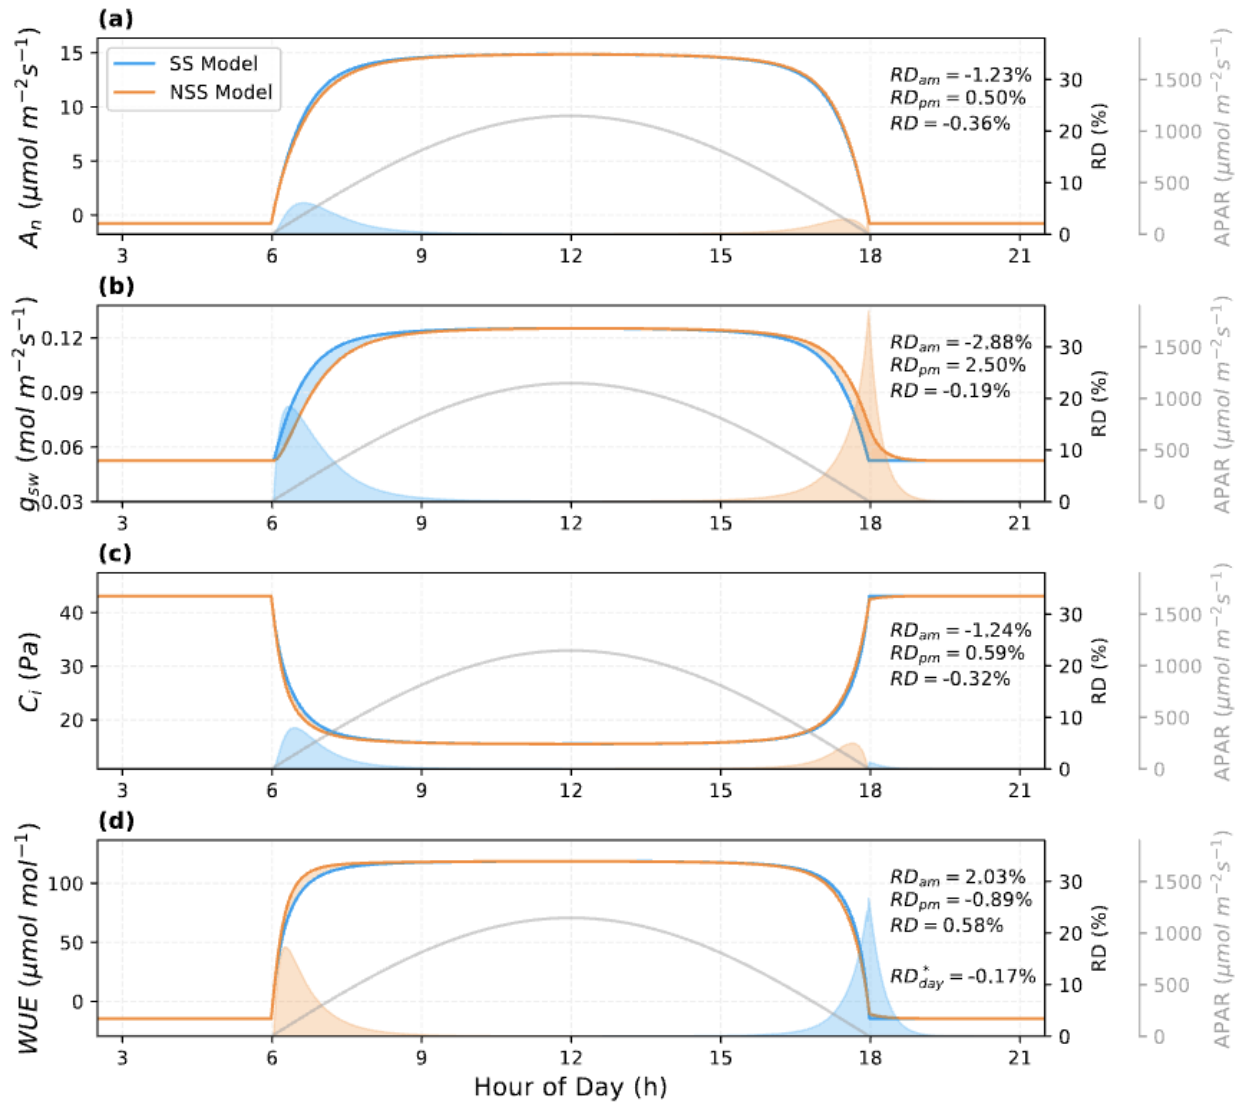 (a)
A_n (μmol m⁻²s⁻¹)
15
10
5
0
SS Model
NSS Model
RD_am = -1.23%
RD_pm = 0.50%
RD = -0.36%
30
20
10
0
RD (%)
1500
1000
500
0
APAR (μmol m⁻²s⁻¹)
3 6 9 12 15 18 21
(b)
g_sw (mol m⁻²s⁻¹)
0.12
0.09
0.06
0.03
RD_am = -2.88%
RD_pm = 2.50%
RD = -0.19%
30
20
10
0
RD (%)
1500
1000
500
0
APAR (μmol m⁻²s⁻¹)
3 6 9 12 15 18 21
(c)
C_i (Pa)
40
30
20
RD_am = -1.24%
RD_pm = 0.59%
RD = -0.32%
30
20
10
0
RD (%)
1500
1000
500
0
APAR (μmol m⁻²s⁻¹)
3 6 9 12 15 18 21
(d)
WUE (μmol mol⁻¹)
100
50
0
RD_am = 2.03%
RD_pm = -0.89%
RD = 0.58%
RD*_day = -0.17%
30
20
10
0
RD (%)
1500
1000
500
0
APAR (μmol m⁻²s⁻¹)
3 6 9 12 15 18 21
Hour of Day (h)